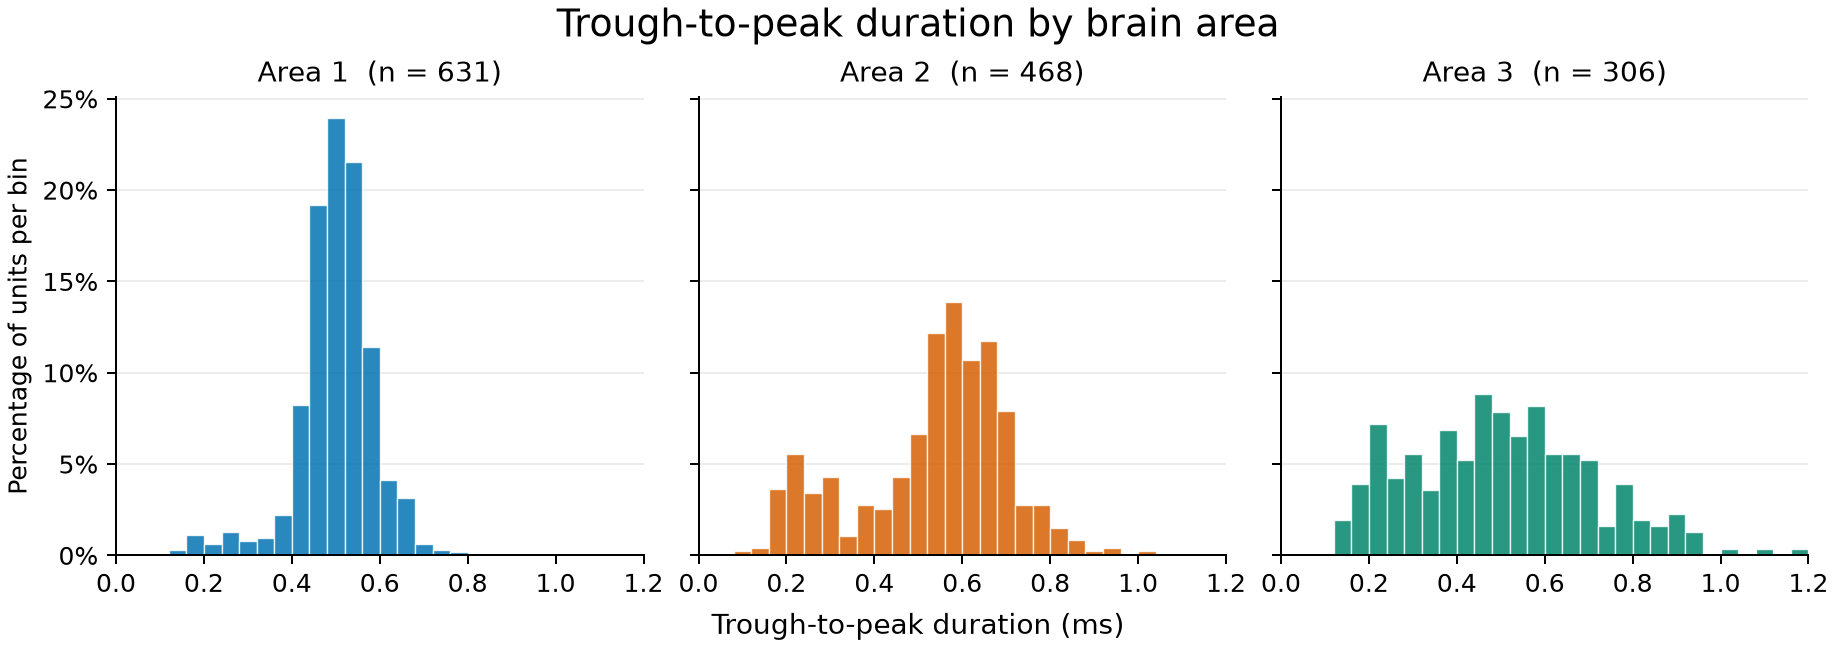 Trough-to-peak duration by brain area
Area 1 (n = 631)
Area 2 (n = 468)
Area 3 (n = 306)
Percentage of units per bin
25%
20%
15%
10%
5%
0%
0.0 0.2 0.4 0.6 0.8 1.0 1.2
0.0 0.2 0.4 0.6 0.8 1.0 1.2
0.0 0.2 0.4 0.6 0.8 1.0 1.2
Trough-to-peak duration (ms)